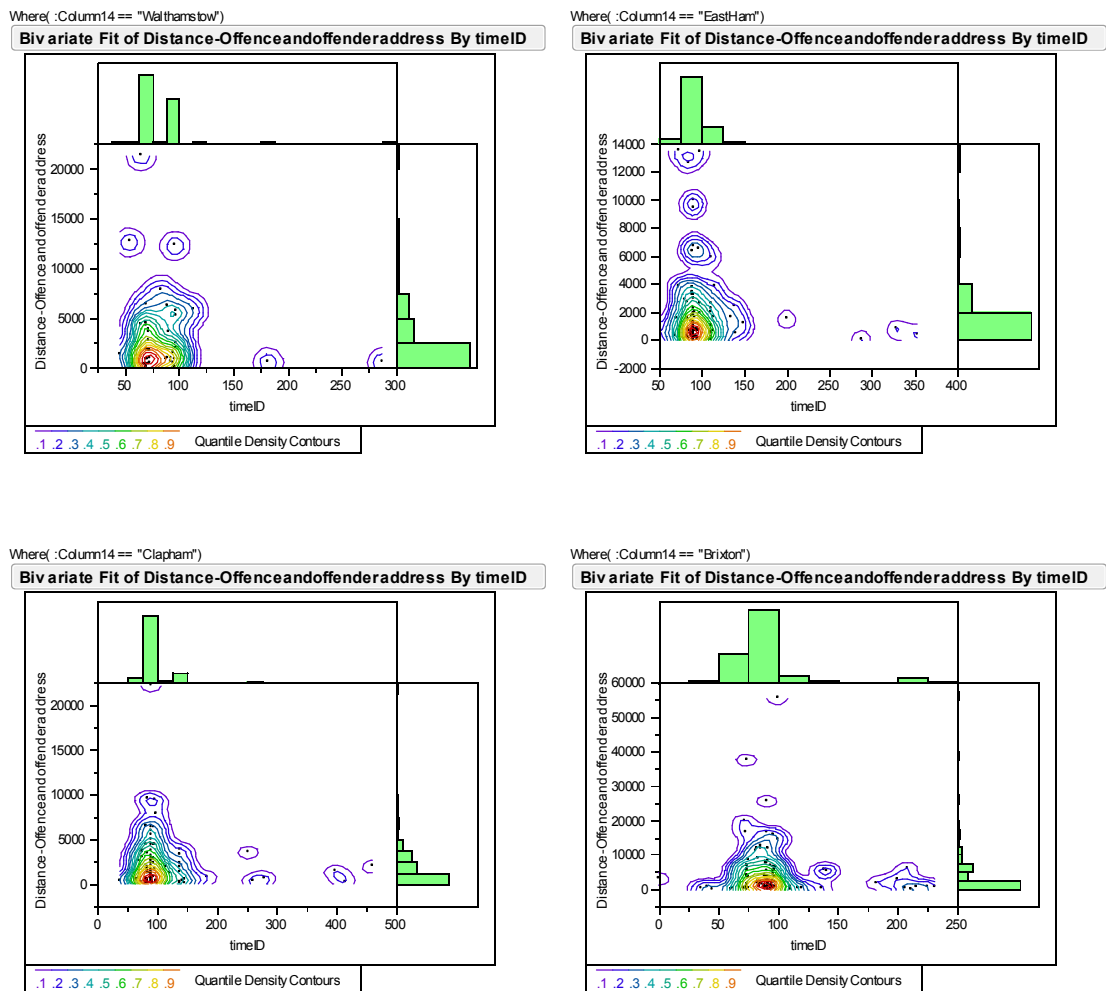 Where( :Column14 == "Walthamstow")
Bivariate Fit of Distance-Offenceandoffenderaddress By timeID
Distance-Offenceandoffenderaddress
20000
15000
10000
5000
0
50 100 150 200 250 300
timeID
.1 .2 .3 .4 .5 .6 .7 .8 .9 Quantile Density Contours
Where( :Column14 == "EastHam")
Bivariate Fit of Distance-Offenceandoffenderaddress By timeID
Distance-Offenceandoffenderaddress
14000
12000
10000
8000
6000
4000
2000
0
-2000
50 100 150 200 250 300 350 400
timeID
.1 .2 .3 .4 .5 .6 .7 .8 .9 Quantile Density Contours
Where( :Column14 == "Clapham")
Bivariate Fit of Distance-Offenceandoffenderaddress By timeID
Distance-Offenceandoffenderaddress
20000
15000
10000
5000
0
0 100 200 300 400 500
timeID
.1 .2 .3 .4 .5 .6 .7 .8 .9 Quantile Density Contours
Where( :Column14 == "Brixton")
Bivariate Fit of Distance-Offenceandoffenderaddress By timeID
Distance-Offenceandoffenderaddress
60000
50000
40000
30000
20000
10000
0
0 50 100 150 200 250
timeID
.1 .2 .3 .4 .5 .6 .7 .8 .9 Quantile Density Contours